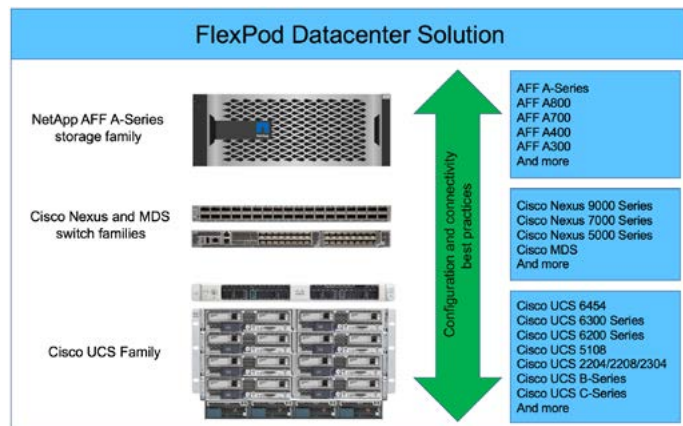 FlexPod Datacenter Solution
NetApp AFF A-Series
storage family
Configuration and connectivity
best practices
AFF A-Series
AFF A800
AFF A700
AFF A400
AFF A300
And more
Cisco Nexus and MDS
switch families
Cisco Nexus 9000 Series
Cisco Nexus 7000 Series
Cisco Nexus 5000 Series
Cisco MDS
And more
Cisco UCS Family
Cisco UCS 6454
Cisco UCS 6300 Series
Cisco UCS 6200 Series
Cisco UCS 5108
Cisco UCS 2204/2208/2304
Cisco UCS B-Series
Cisco UCS C-Series
And more